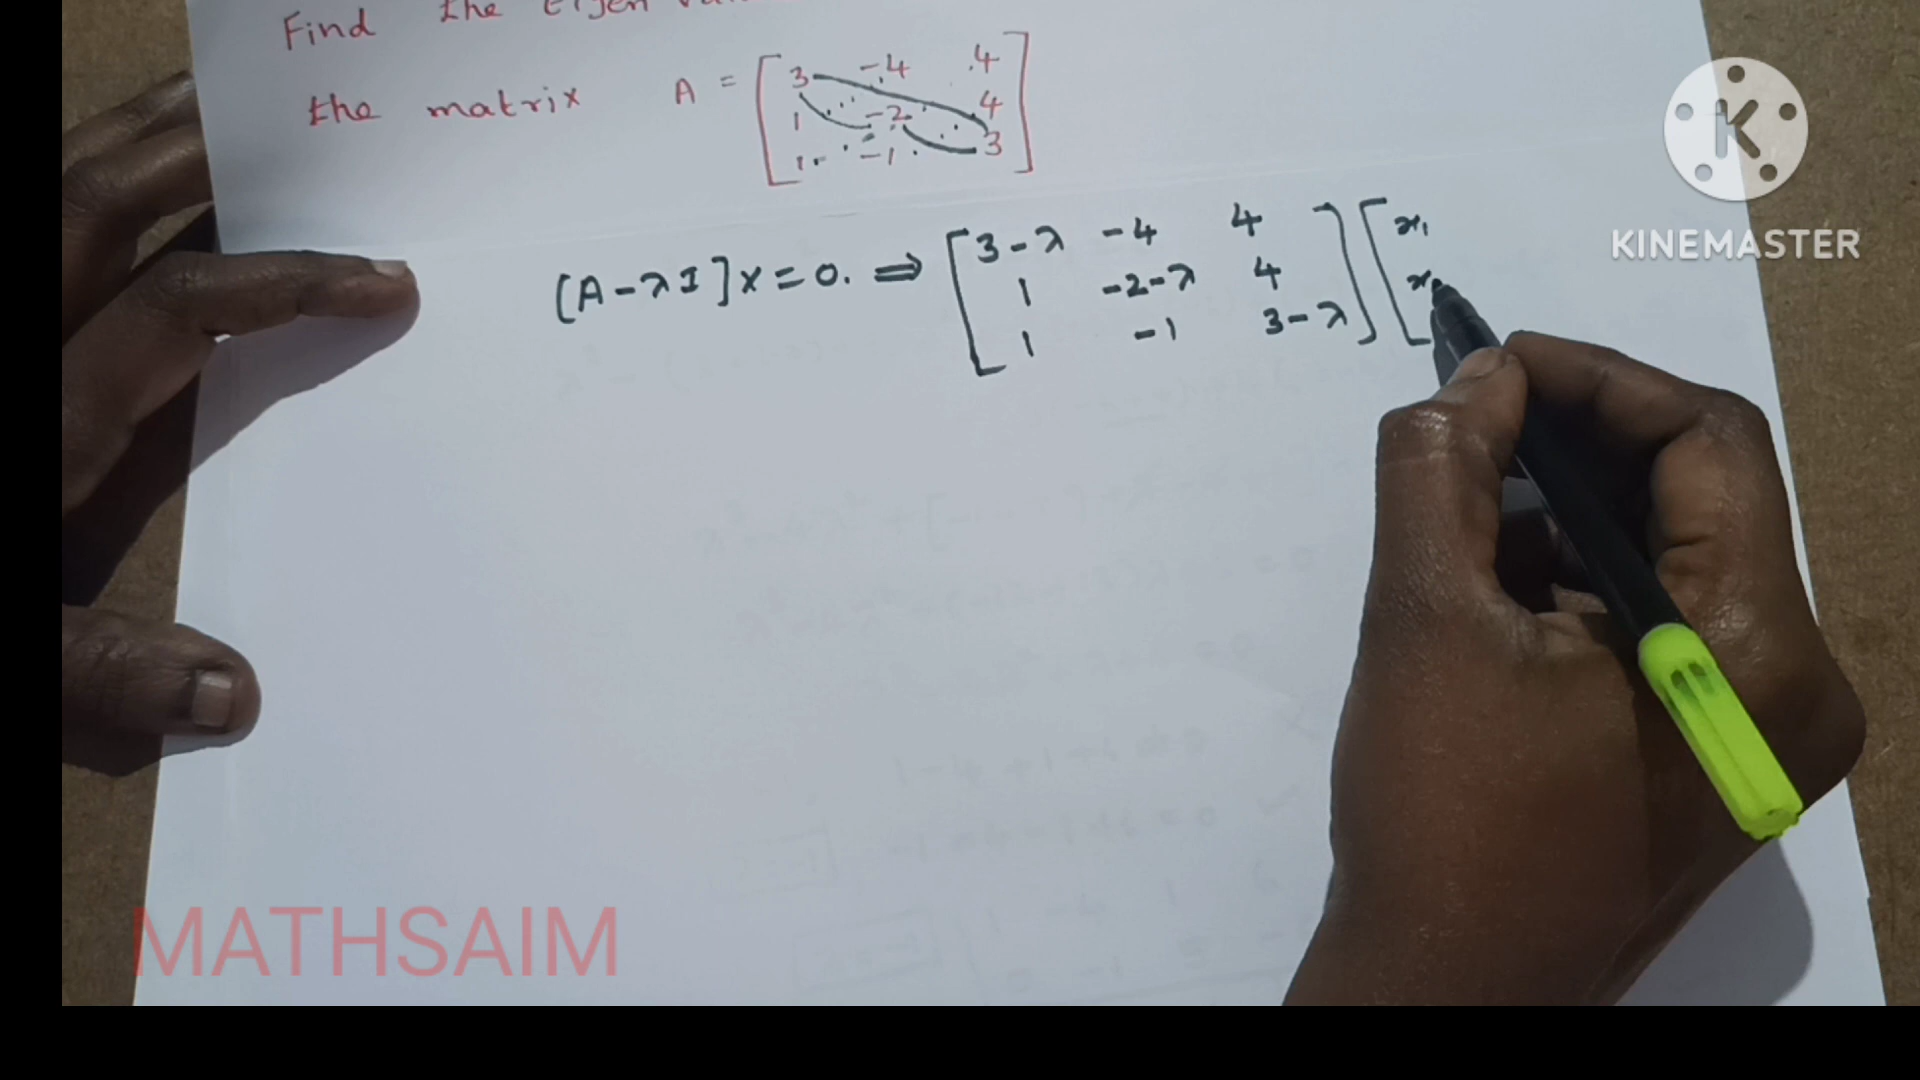 Find the Eigen
the matrix A = [3 -4 4
1 -2 4
1 -1 3]
[A-λI]x=0. ⇒ [3-λ -4 4
1 -2-λ 4
1 -1 3-λ] [x₁
x
KINEMASTER
MATHSAIM